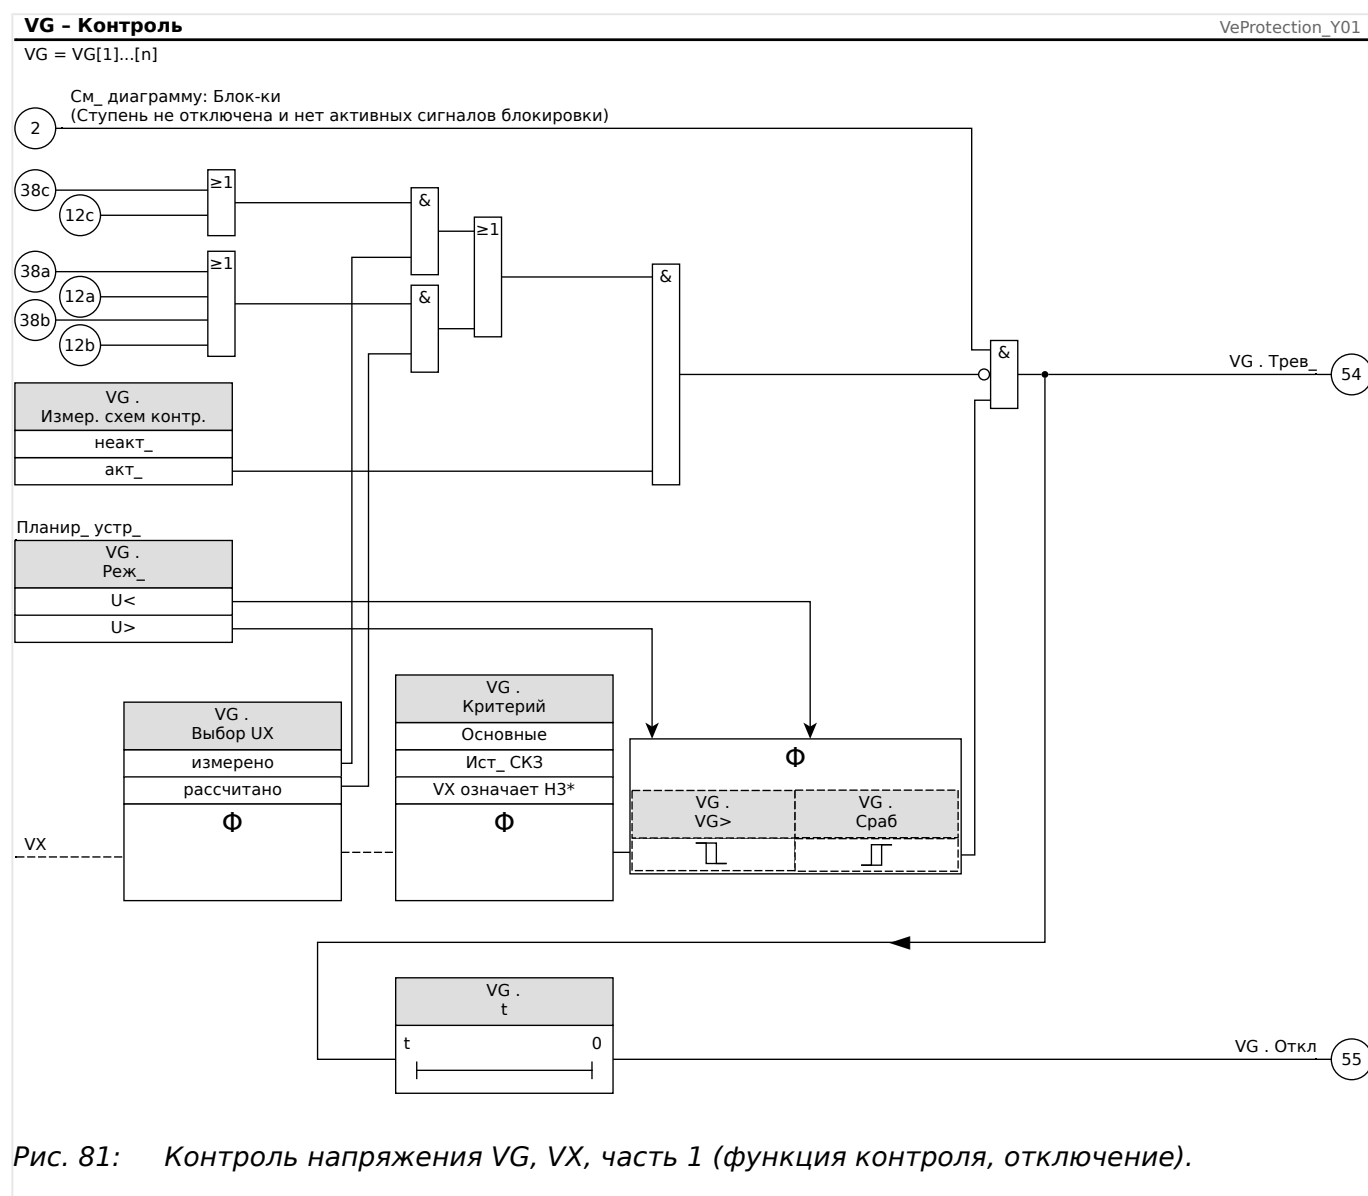 VG – Контроль
VeProtection_Y01
VG = VG[1]...[n]
См_ диаграмму: Блок-ки
(Ступень не отключена и нет активных сигналов блокировки)
2
38c
12c
≥1
&
≥1
38a
12a
38b
12b
≥1
&
&
&
VG . Трев_
54
VG .
Измер. схем контр.
неакт_
акт_
Планир_ устр_
VG .
Реж_
U<
U>
VG .
Выбор UX
измерено
рассчитано
Φ
VX
VG .
Критерий
Основные
Ист_ СКЗ
VX означает НЗ*
Φ
Φ
VG .
VG>
VG .
Сраб
VG .
t
t
0
VG . Откл
55
Рис. 81: Контроль напряжения VG, VX, часть 1 (функция контроля, отключение).